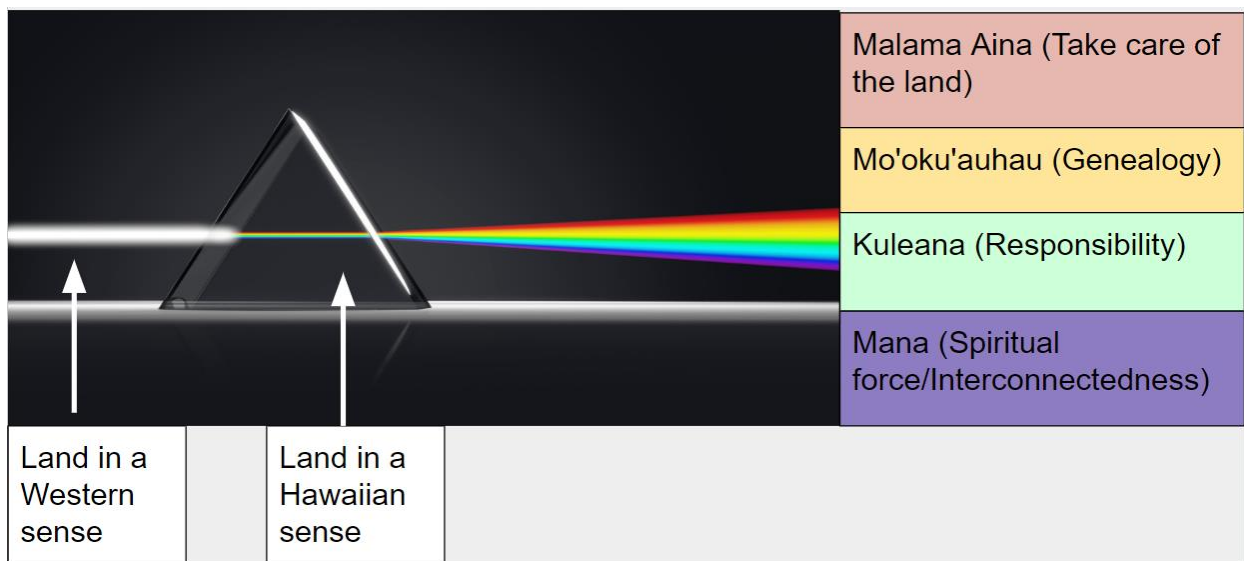 Malama Aina (Take care of
the land)
Mo'oku'auhau (Genealogy)
Kuleana (Responsibility)
Mana (Spiritual
force/Interconnectedness)
Land in a
Western
sense
Land in a
Hawaiian
sense